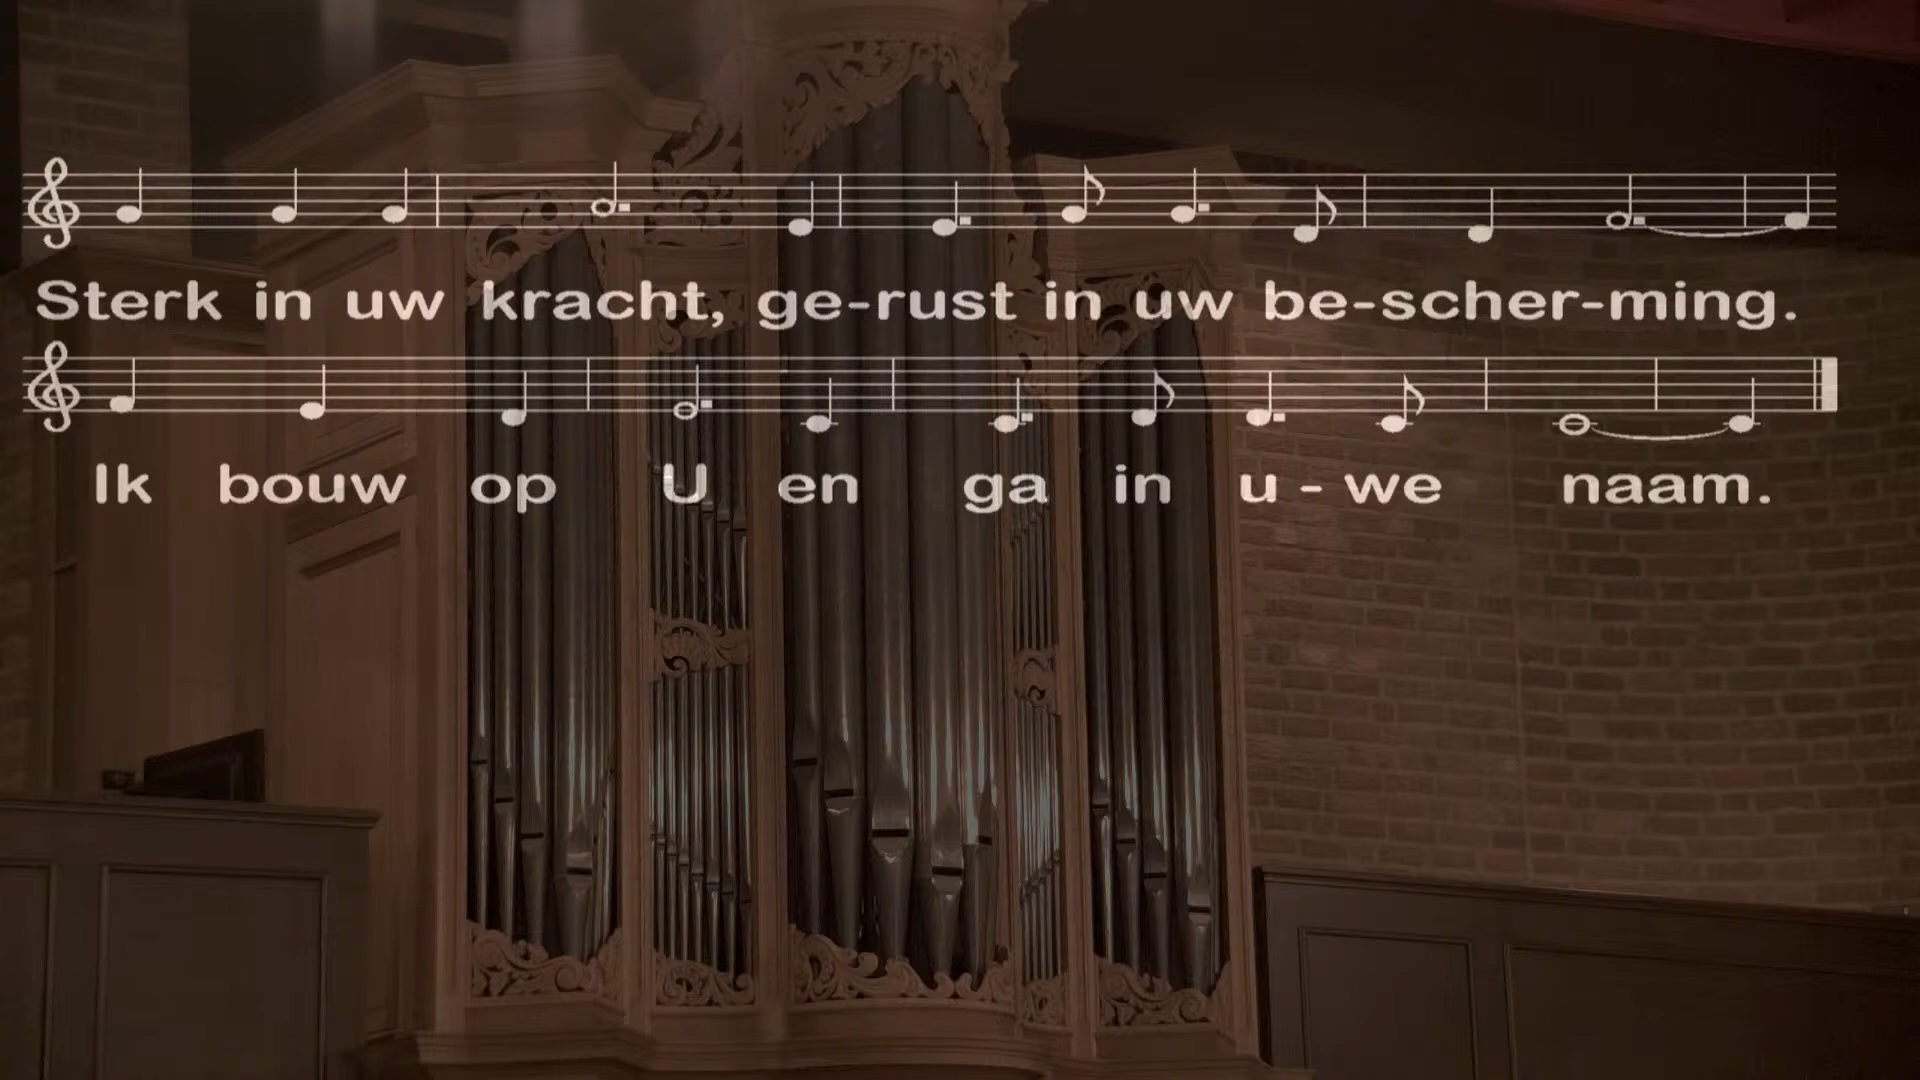 Sterk in uw kracht, ge-rust in uw be-scher-ming.
Ik bouw op U en ga in u - we naam.